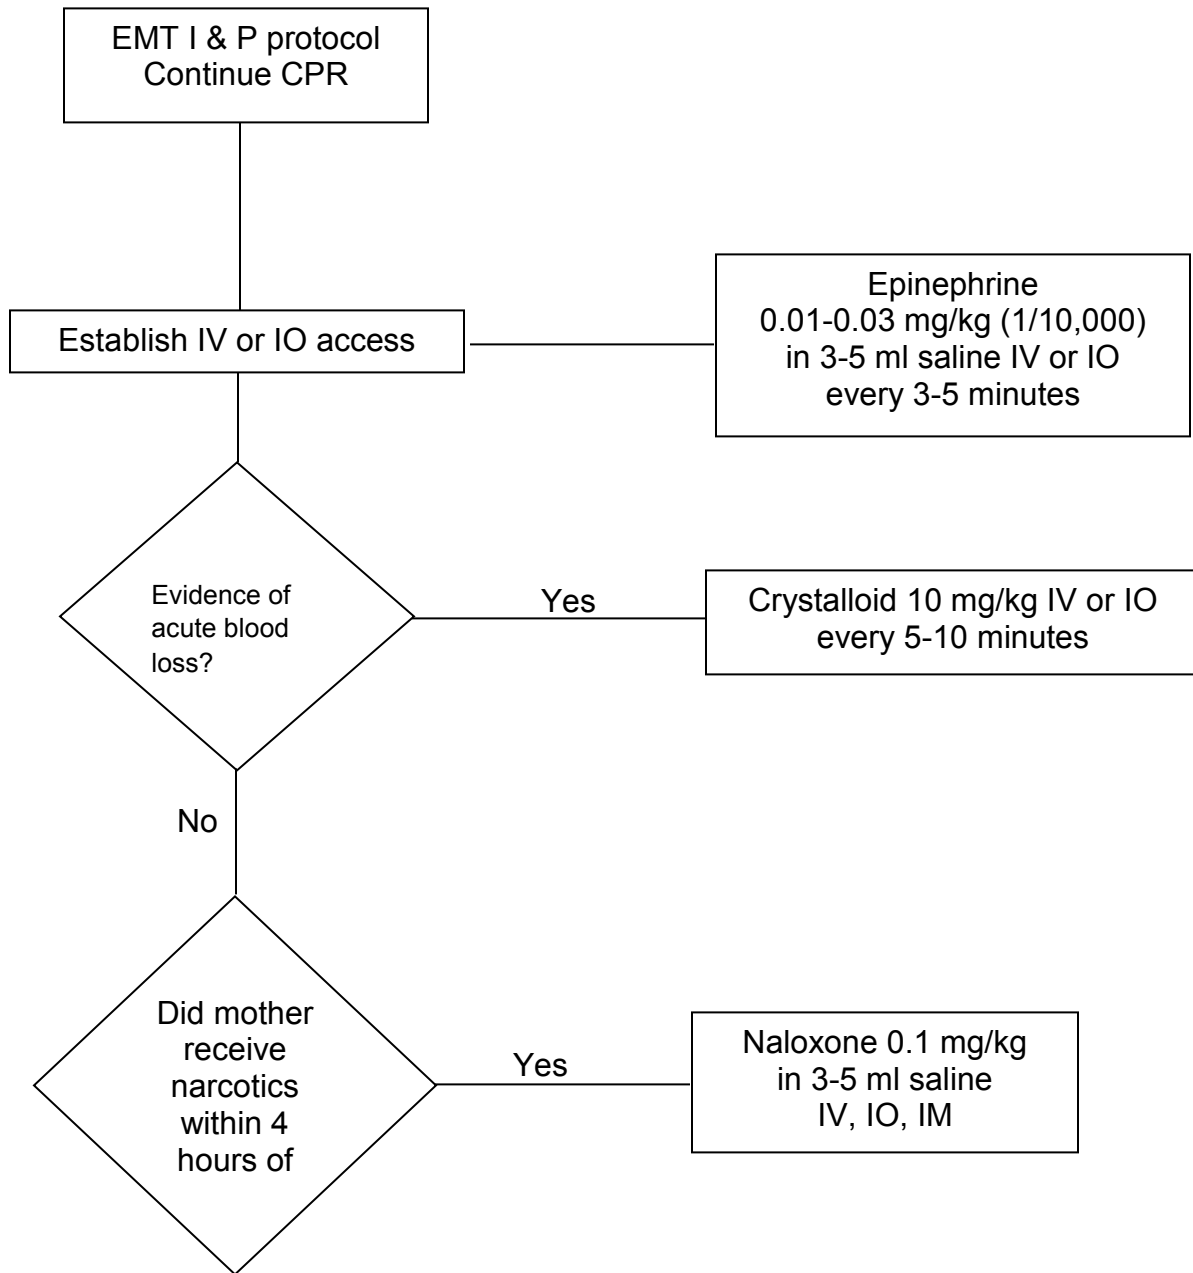 EMT I & P protocol
Continue CPR
Establish IV or IO access
Epinephrine
0.01-0.03 mg/kg (1/10,000)
in 3-5 ml saline IV or IO
every 3-5 minutes
Evidence of
acute blood
loss?
Yes
Crystalloid 10 mg/kg IV or IO
every 5-10 minutes
No
Did mother
receive
narcotics
within 4
hours of
Yes
Naloxone 0.1 mg/kg
in 3-5 ml saline
IV, IO, IM